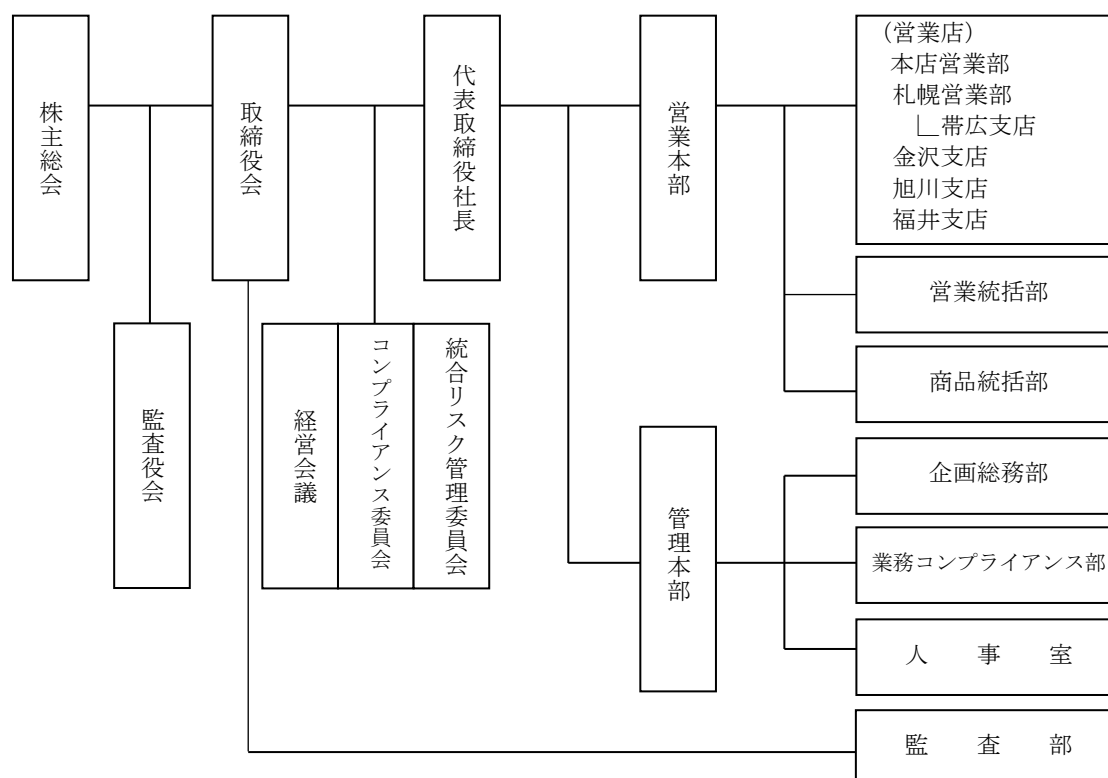 株主総会
取締役会
代表取締役社長
営業本部
(営業店)
本店営業部
札幌営業部
帯広支店
金沢支店
旭川支店
福井支店
営業統括部
商品統括部
監査役会
経営会議
コンプライアンス委員会
統合リスク管理委員会
管理本部
企画総務部
業務コンプライアンス部
人　事　室
監　査　部